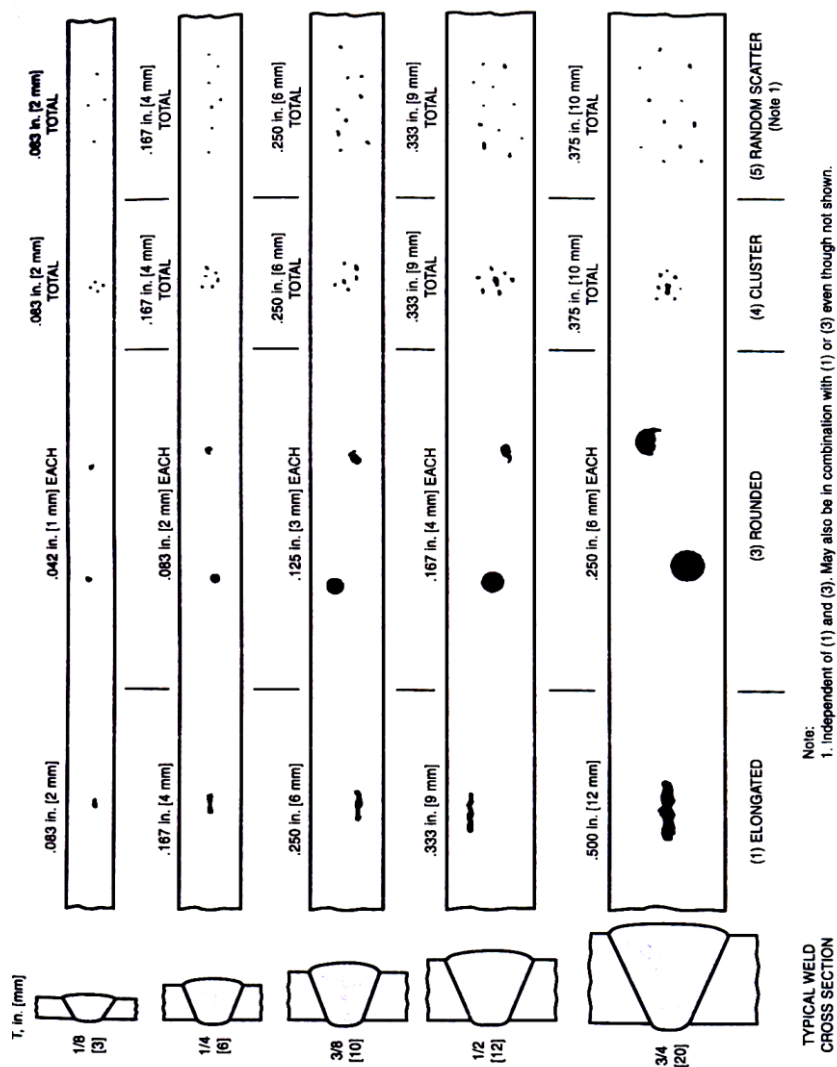 T, in. [mm]
1/8
[3]
.083 in. [2 mm]
.042 in. [1 mm] EACH
.083 in. [2 mm]
TOTAL
.083 in. [2 mm]
TOTAL
1/4
[6]
.167 in. [4 mm]
.083 in. [2 mm] EACH
.167 in. [4 mm]
TOTAL
.167 in. [4 mm]
TOTAL
3/8
[10]
.250 in. [6 mm]
.125 in. [3 mm] EACH
.250 in. [6 mm]
TOTAL
.250 in. [6 mm]
TOTAL
1/2
[12]
.333 in. [9 mm]
.167 in. [4 mm] EACH
.333 in. [9 mm]
TOTAL
.333 in. [9 mm]
TOTAL
3/4
[20]
.500 in. [12 mm]
.250 in. [6 mm] EACH
.375 in. [10 mm]
TOTAL
.375 in. [10 mm]
TOTAL
TYPICAL WELD
CROSS SECTION
(1) ELONGATED
(3) ROUNDED
(4) CLUSTER
(5) RANDOM SCATTER
(Note 1)
Note:
1. Independent of (1) and (3). May also be in combination with (1) or (3) even though not shown.